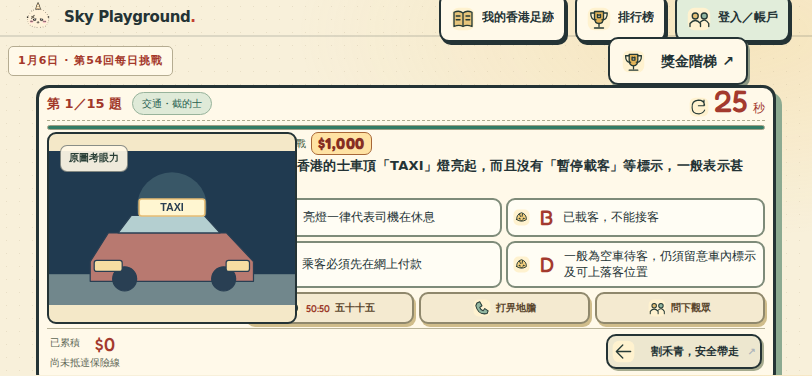 Sky Playground.
我的香港足跡
排行榜
登入／帳戶
獎金階梯 ↗
1月6日 · 第54回每日挑戰
第 1／15 題
交通 · 截的士
25 秒
原圖考眼力
TAXI
戰
$1,000
香港的士車頂「TAXI」燈亮起，而且沒有「暫停載客」等標示，一般表示甚
亮燈一律代表司機在休息
B 已載客，不能接客
乘客必須先在網上付款
D 一般為空車待客，仍須留意車內標示
及可上落客位置
50:50 五十十五
打畀地膽
問下觀眾
已累積 $0
尚未抵達保險線
割禾青，安全帶走 ↗